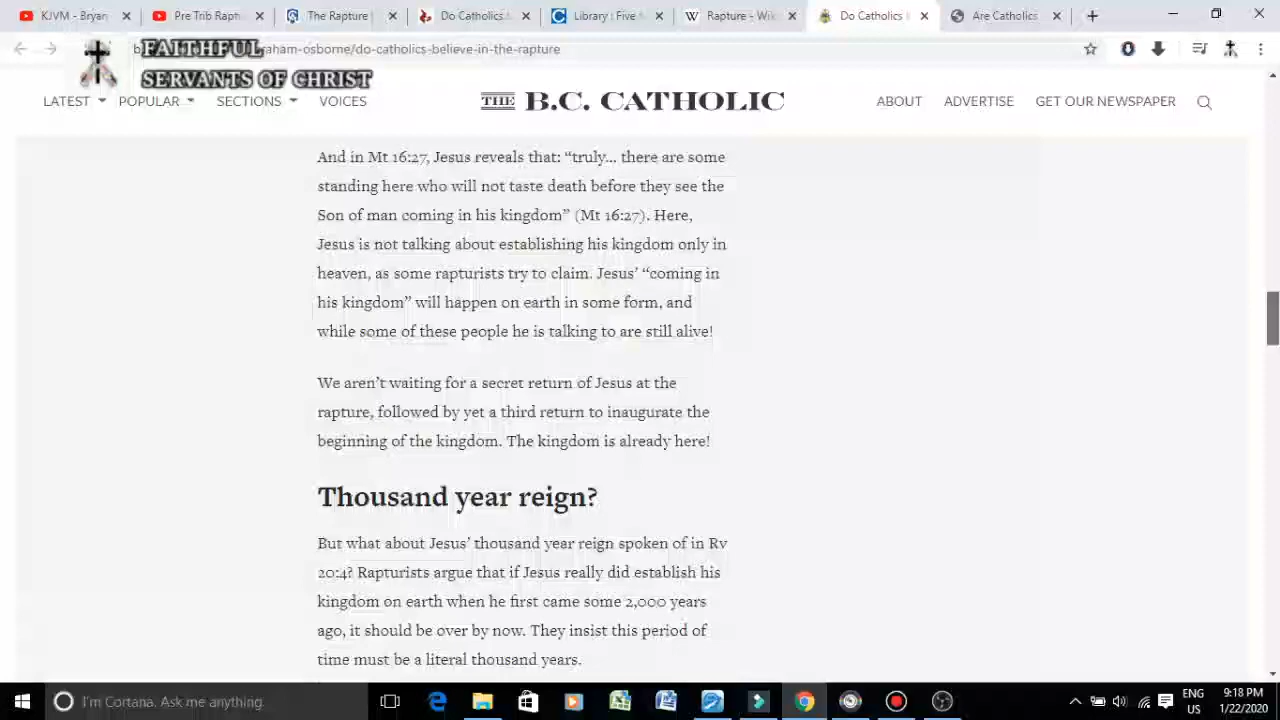 KJVM - Bryan
Pre Trib Raptu
The Rapture
Do Catholics
Library : Five
Rapture - Wik
Do Catholics
Are Catholics
raham-osborne/do-catholics-believe-in-the-rapture
FAITHFUL
SERVANTS OF CHRIST
LATEST POPULAR SECTIONS VOICES THE B.C. CATHOLIC ABOUT ADVERTISE GET OUR NEWSPAPER
And in Mt 16:27, Jesus reveals that: “truly... there are some
standing here who will not taste death before they see the
Son of man coming in his kingdom” (Mt 16:27). Here,
Jesus is not talking about establishing his kingdom only in
heaven, as some rapturists try to claim. Jesus’ “coming in
his kingdom” will happen on earth in some form, and
while some of these people he is talking to are still alive!
We aren’t waiting for a secret return of Jesus at the
rapture, followed by yet a third return to inaugurate the
beginning of the kingdom. The kingdom is already here!
Thousand year reign?
But what about Jesus’ thousand year reign spoken of in Rv
20:4? Rapturists argue that if Jesus really did establish his
kingdom on earth when he first came some 2,000 years
ago, it should be over by now. They insist this period of
time must be a literal thousand years.
I'm Cortana. Ask me anything.
ENG
US
9:18 PM
1/22/2020